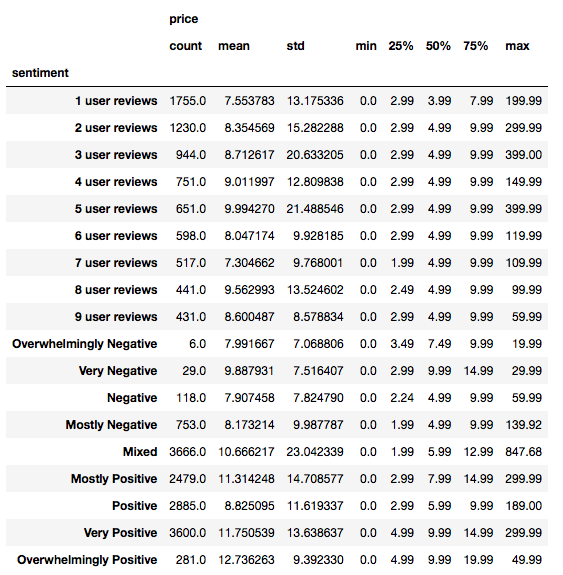 price
count mean std min 25% 50% 75% max
sentiment
1 user reviews 1755.0 7.553783 13.175336 0.0 2.99 3.99 7.99 199.99
2 user reviews 1230.0 8.354569 15.282288 0.0 2.99 4.99 9.99 299.99
3 user reviews 944.0 8.712617 20.633205 0.0 2.99 4.99 9.99 399.00
4 user reviews 751.0 9.011997 12.809838 0.0 2.99 4.99 9.99 149.99
5 user reviews 651.0 9.994270 21.488546 0.0 2.99 4.99 9.99 399.99
6 user reviews 598.0 8.047174 9.928185 0.0 2.99 4.99 9.99 119.99
7 user reviews 517.0 7.304662 9.768001 0.0 1.99 4.99 9.99 109.99
8 user reviews 441.0 9.562993 13.524602 0.0 2.49 4.99 9.99 99.99
9 user reviews 431.0 8.600487 8.578834 0.0 2.99 4.99 9.99 59.99
Overwhelmingly Negative 6.0 7.991667 7.068806 0.0 3.49 7.49 9.99 19.99
Very Negative 29.0 9.887931 7.516407 0.0 2.99 9.99 14.99 29.99
Negative 118.0 7.907458 7.824790 0.0 2.24 4.99 9.99 59.99
Mostly Negative 753.0 8.173214 9.987787 0.0 1.99 4.99 9.99 139.92
Mixed 3666.0 10.666217 23.042339 0.0 1.99 5.99 12.99 847.68
Mostly Positive 2479.0 11.314248 14.708577 0.0 2.99 7.99 14.99 299.99
Positive 2885.0 8.825095 11.619337 0.0 2.99 5.99 9.99 189.00
Very Positive 3600.0 11.750539 13.638637 0.0 4.99 9.99 14.99 299.99
Overwhelmingly Positive 281.0 12.736263 9.392330 0.0 4.99 9.99 19.99 49.99